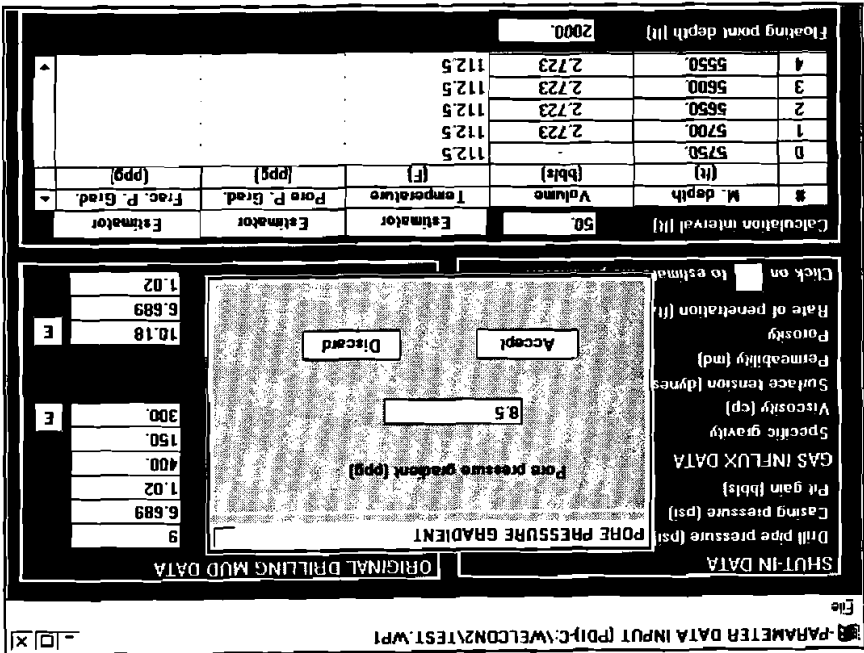 -PARAMETER DATA INPUT [PDI]-C:\WELLCON2\TEST.WP1
File
SHUT-IN DATA
ORIGINAL DRILLING MUD DATA
Drill pipe pressure (psi
9
Casing pressure (psi)
6.689
Pit gain (bbls)
1.02
GAS INFLUX DATA
400.
Specific gravity
150.
Viscosity (cp)
300.
E
Surface tension (dynes
Permeability (md)
Porosity
10.18
E
Rate of penetration (ft
6.689
Click on
to estimate
1.02
PORE PRESSURE GRADIENT
Pore pressure gradient (ppg)
8.5
Accept
Discard
Calculation interval (ft)
50.
Estimator
Estimator
Estimator
# M. depth Volume Temperature Pore P. Grad. Frac. P. Grad.
(ft) (bbls) (F) (ppg) (ppg)
0 5750. - 112.5
1 5700. 2.723 112.5
2 5650. 2.723 112.5
3 5600. 2.723 112.5
4 5550. 2.723 112.5
Floating point depth (ft)
2000.